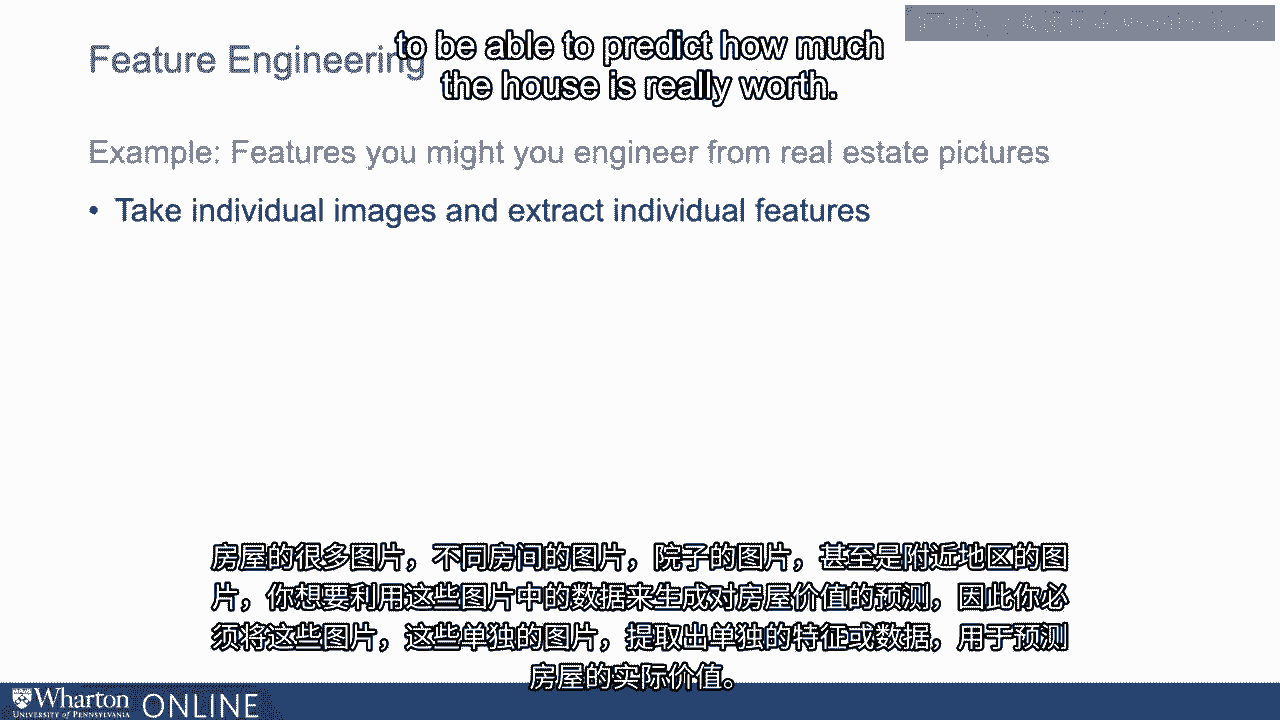 to be able to predict how much
the house is really worth.
Feature Engineering
Example: Features you might you engineer from real estate pictures
• Take individual images and extract individual features
房屋的很多图片，不同房间的图片，院子的图片，甚至是附近地区的图
片，你想要利用这些图片中的数据来生成对房屋价值的预测，因此你必
须将这些图片，这些单独的图片，提取出单独的特征或数据，用于预测
房屋的实际价值。
Wharton ONLINE
UNIVERSITY of PENNSYLVANIA